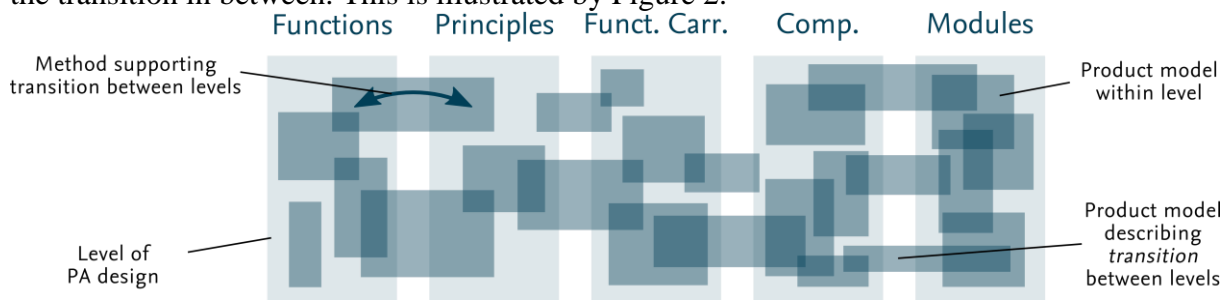 the transition in between. This is illustrated by Figure 2.
Functions Principles Funct. Carr. Comp. Modules
Method supporting
transition between levels
Product model
within level
Level of
PA design
Product model
describing
transition
between levels